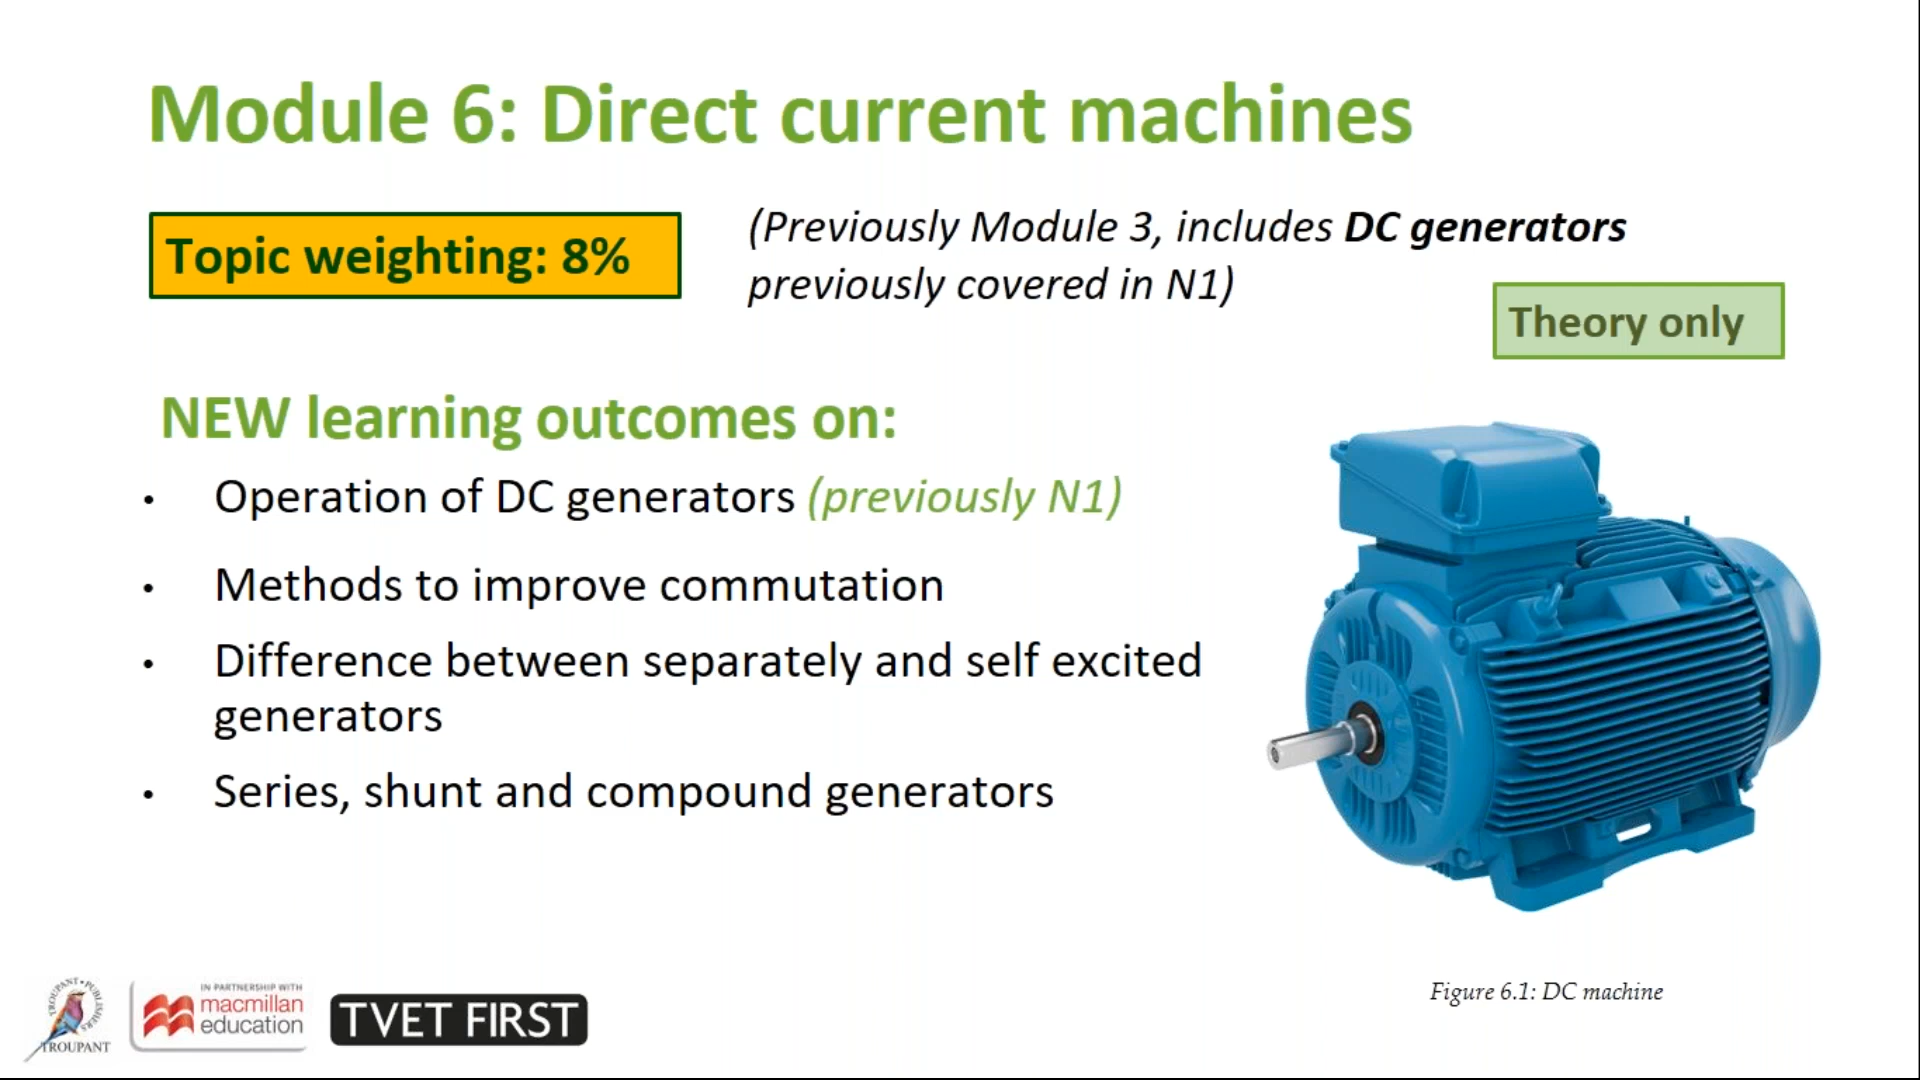 Module 6: Direct current machines
Topic weighting: 8%
(Previously Module 3, includes DC generators
previously covered in N1)
Theory only
NEW learning outcomes on:
• Operation of DC generators (previously N1)
• Methods to improve commutation
• Difference between separately and self excited
generators
• Series, shunt and compound generators
Figure 6.1: DC machine
TROUPANT • PUBLISHERS
TROUPANT
IN PARTNERSHIP WITH
macmillan
education
TVET FIRST